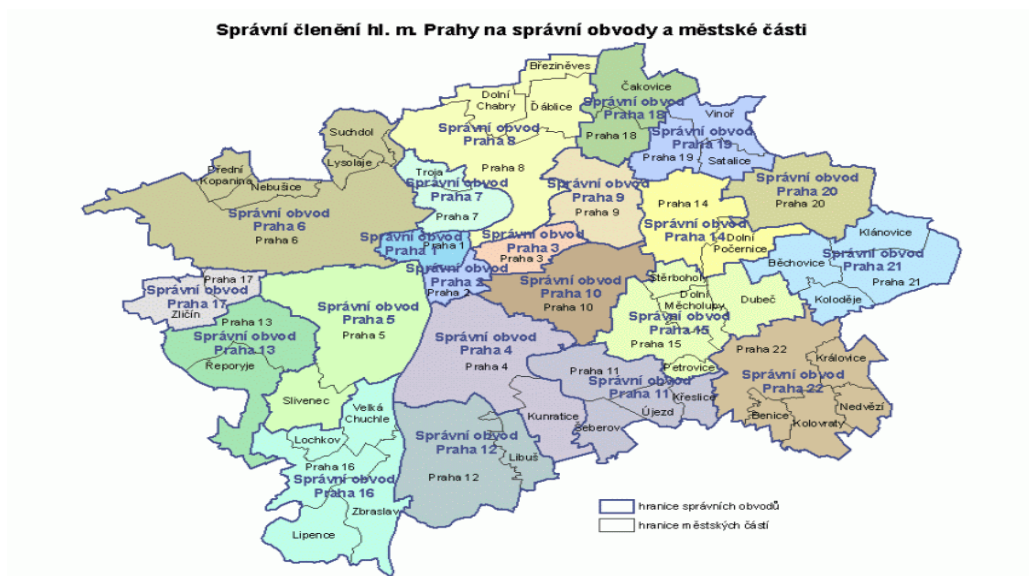 Správní členění hl. m. Prahy na správní obvody a městské části
Březiněves
Čakovice
Dolní
Chabry
Ďáblice
Správní obvod
Praha 18
Praha 18
Vinoř
Správní obvod
Praha 19
Praha 19
Satalice
Suchdol
Lysolaje
Správní obvod
Praha 8
Praha 8
Přední
Kopanina
Nebušice
Troja
Správní obvod
Praha 7
Praha 7
Správní obvod
Praha 9
Praha 9
Správní obvod
Praha 20
Praha 20
Správní obvod
Praha 6
Praha 6
Praha 14
Správní obvod
Praha 14
Dolní
Počernice
Klánovice
Správní obvod
Praha 1
Praha 1
Správní obvod
Praha 3
Praha 3
Běchovice
Správní obvod
Praha 21
Praha 21
Koloděje
Správní obvod
Praha 2
Praha 2
Praha 17
Správní obvod
Praha 17
Zličín
Správní obvod
Praha 10
Praha 10
Štěrbohol
Dolní
Měcholupy
Dubeč
Správní obvod
Praha 15
Praha 15
Petrovice
Správní obvod
Praha 5
Praha 5
Praha 13
Správní obvod
Praha 13
Řeporyje
Správní obvod
Praha 4
Praha 4
Praha 22
Královice
Správní obvod
Praha 22
Benice
Nedvězí
Kolovraty
Praha 11
Správní obvod
Praha 11
Křeslice
Újezd
Šeberov
Kunratice
Slivenec
Velká
Chuchle
Lochkov
Správní obvod
Praha 12
Libuš
Praha 12
Praha 16
Správní obvod
Praha 16
Zbraslav
Lipence
hranice správních obvodů
hranice městských částí